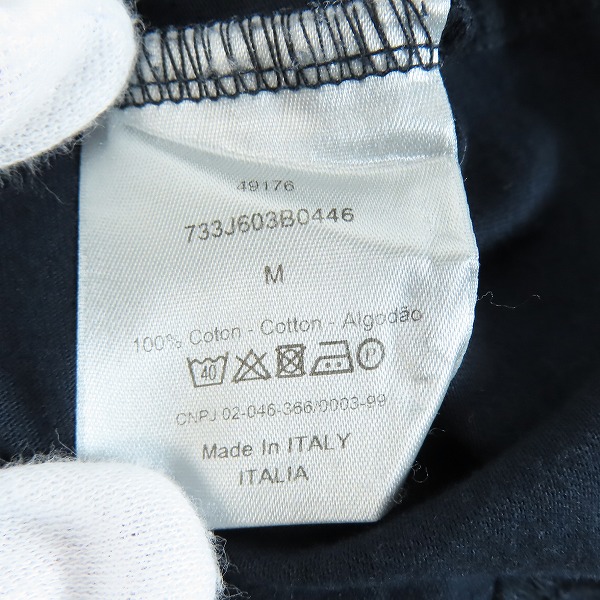 49176
733J603B0446
M
100% Coton - Cotton - Algodão
40 P
CNPJ 02-046-366/0003-99
Made In ITALY
ITALIA